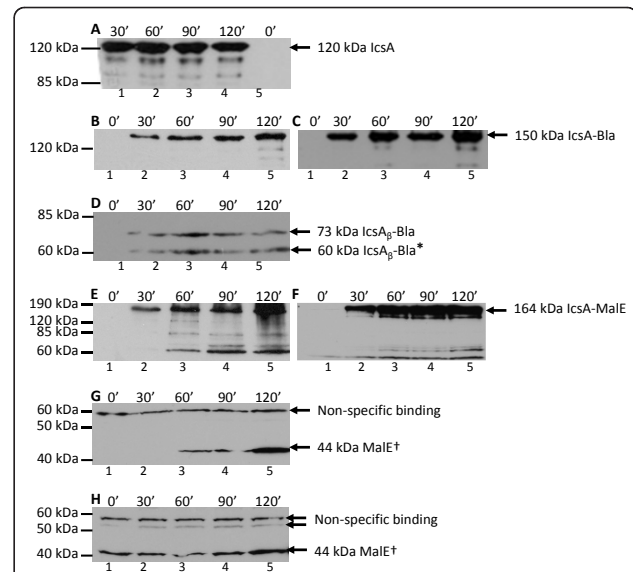 A 30’ 60’ 90’ 120’ 0’
120 kDa
120 kDa IcsA
85 kDa
1 2 3 4 5
B 0’ 30’ 60’ 90’ 120’
C 0’ 30’ 60’ 90’ 120’
150 kDa IcsA-Bla
120 kDa
1 2 3 4 5
1 2 3 4 5
D 0’ 30’ 60’ 90’ 120’
85 kDa
73 kDa IcsAβ-Bla
60 kDa
60 kDa IcsAβ-Bla*
1 2 3 4 5
E 0’ 30’ 60’ 90’ 120’
F 0’ 30’ 60’ 90’ 120’
190 kDa
164 kDa IcsA-MalE
120 kDa
85 kDa
60 kDa
1 2 3 4 5
1 2 3 4 5
G 0’ 30’ 60’ 90’ 120’
60 kDa
Non-specific binding
50 kDa
44 kDa MalE†
40 kDa
1 2 3 4 5
H 0’ 30’ 60’ 90’ 120’
60 kDa
Non-specific binding
50 kDa
40 kDa
44 kDa MalE†
1 2 3 4 5